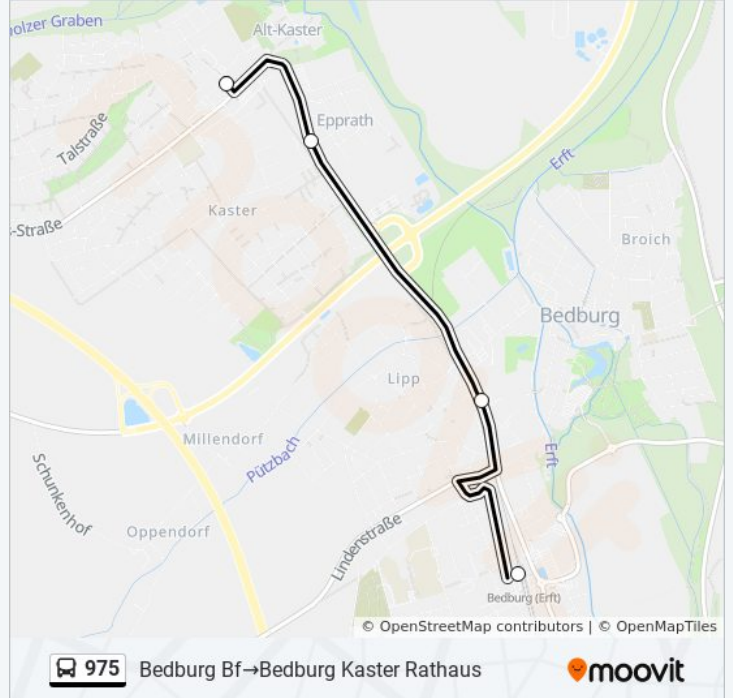 olzer Graben
Alt-Kaster
Epprath
Talstraße
Erft
Kaster
-Straße
Broich
Bedburg
Lipp
Millendorf
Pützbach
Erft
Schunkenhof
Oppendorf
Lindenstraße
Bedburg (Erft)
© OpenStreetMap contributors | © OpenMapTiles
975 Bedburg Bf→Bedburg Kaster Rathaus
moovit